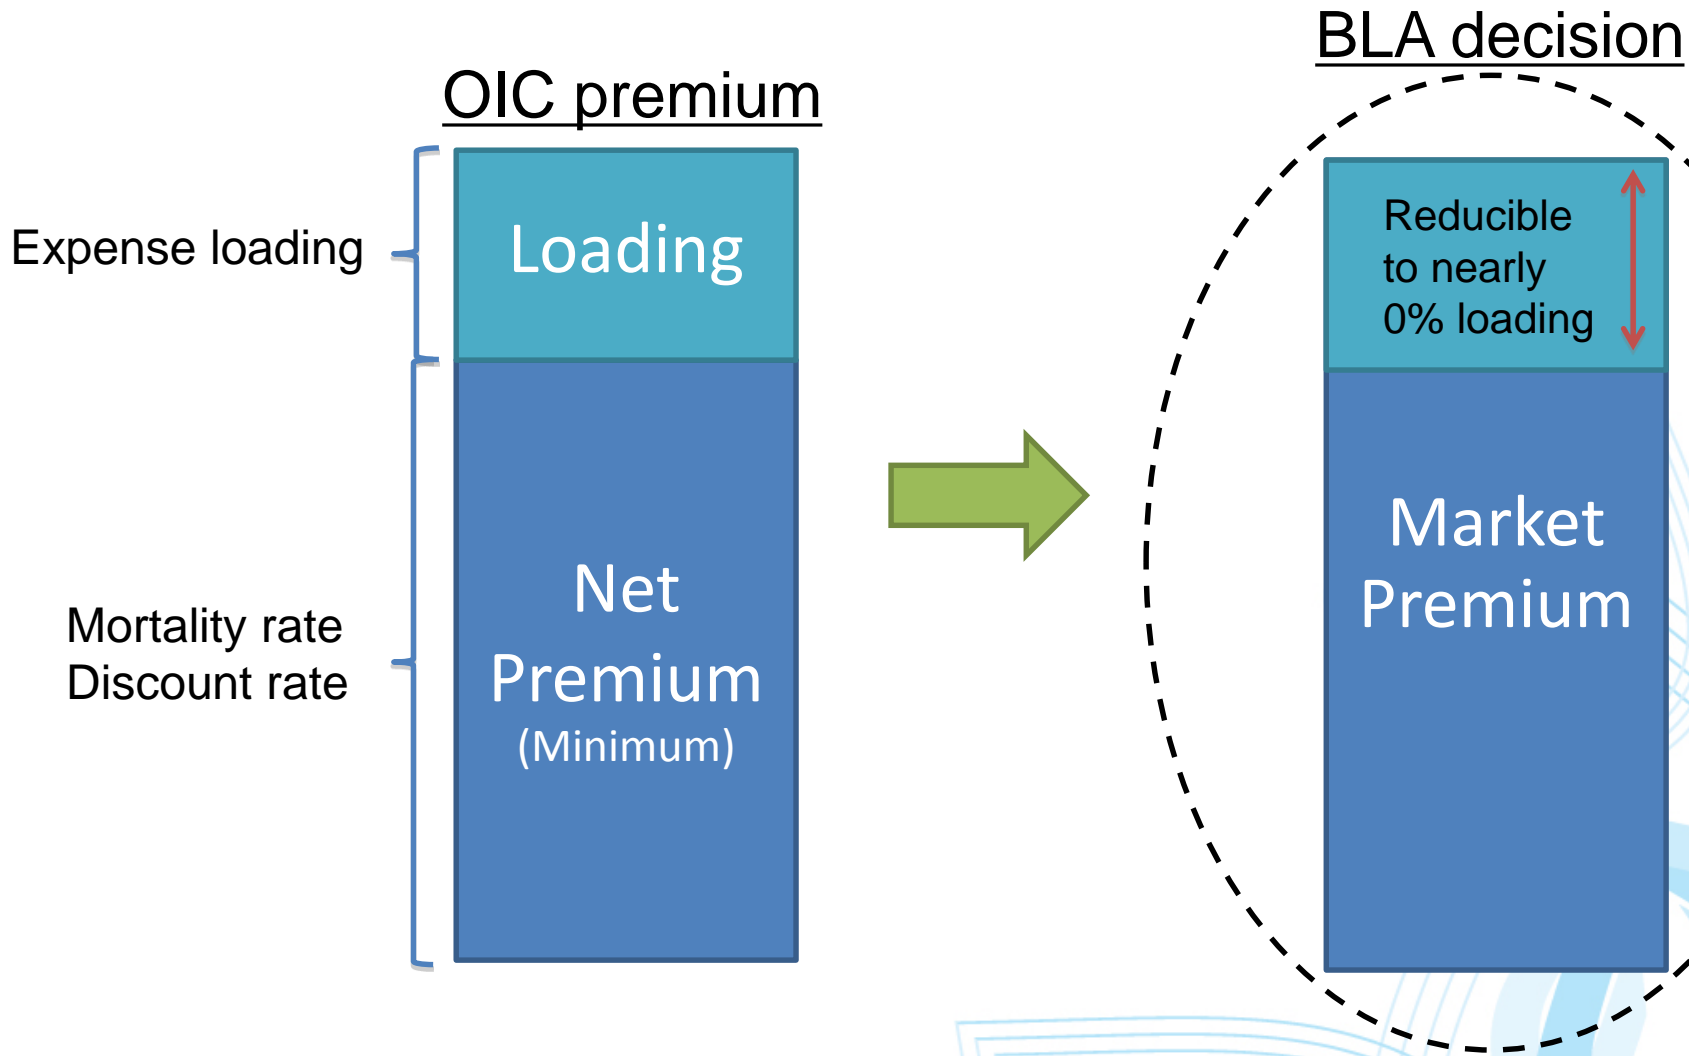 BLA decision
OIC premium
Expense loading
Loading
Reducible
to nearly
0% loading
Mortality rate
Discount rate
Net
Premium
(Minimum)
Market
Premium